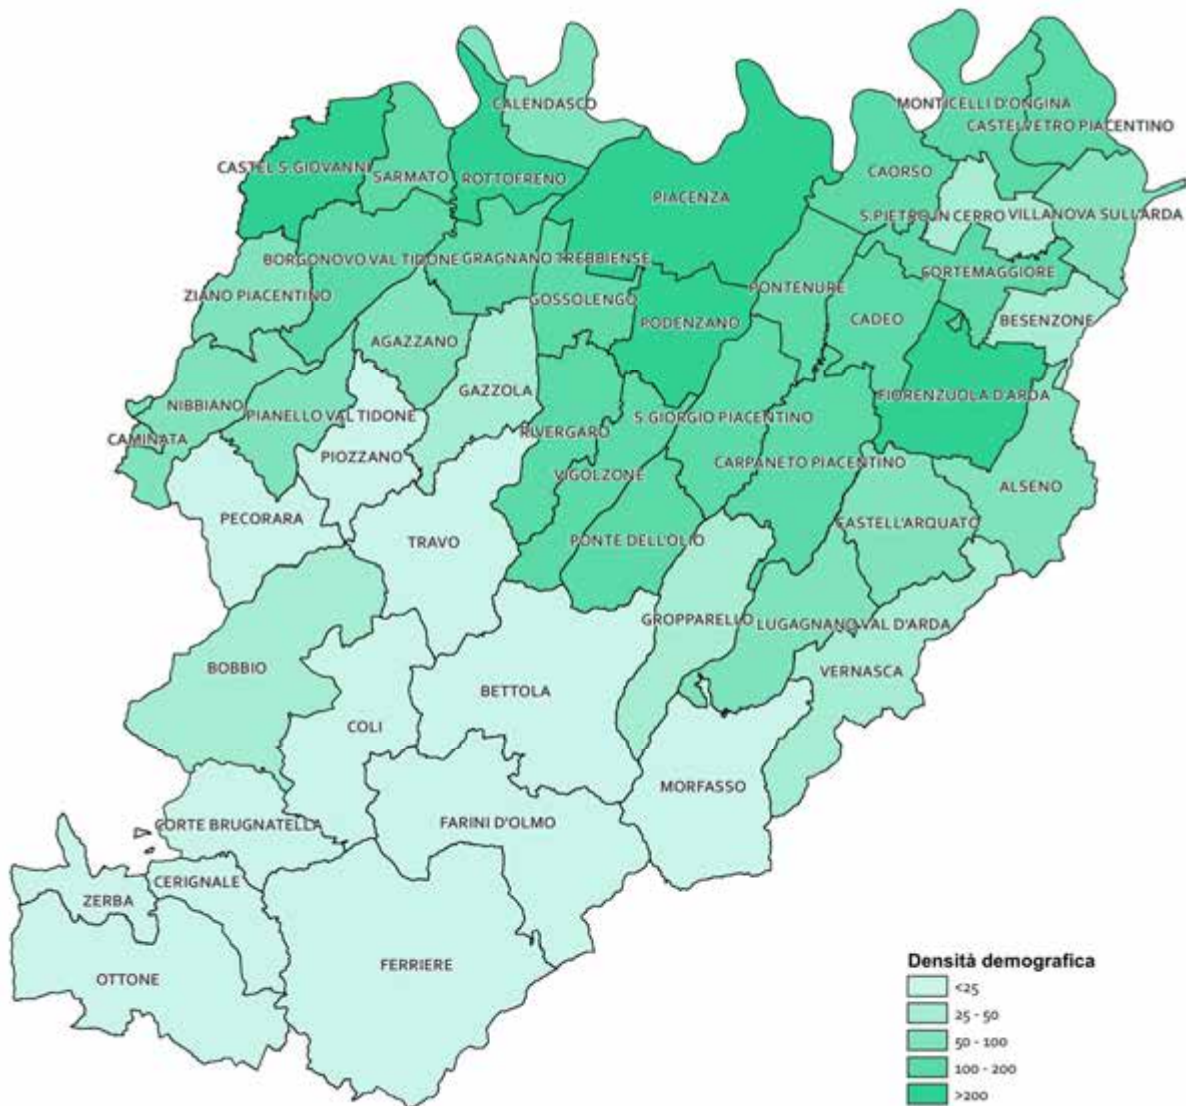 CALENDASCO
MONTICELLI D'ONGINA
CASTELVETRO PIACENTINO
CASTEL S.GIOVANNI
SARMATO
ROTTOFRENO
CAORSO
PIACENZA
S.PIETRO IN CERRO
VILLANOVA SULL'ARDA
BORGONOVO VAL TIDONE
GRAGNANO TREBBIENSE
CORTEMAGGIORE
ZIANO PIACENTINO
GOSSOLENGO
PONTENURE
PODENZANO
CADEO
BESENZONE
AGAZZANO
GAZZOLA
FIORENZUOLA D'ARDA
NIBBIANO
PIANELLO VAL TIDONE
S.GIORGIO PIACENTINO
CAMINATA
RIVERGARO
PIOZZANO
CARPANETO PIACENTINO
VIGOLZONE
ALSENO
PECORARA
CASTELL'ARQUATO
TRAVO
PONTE DELL'OLIO
GROPPARELLO
LUGAGNANO VAL D'ARDA
BOBBIO
VERNASCA
BETTOLA
COLI
MORFASSO
CORTE BRUGNATELLA
FARINI D'OLMO
CERIGNALE
ZERBA
FERRIERE
OTTONE
Densità demografica
<25
25 - 50
50 - 100
100 - 200
>200